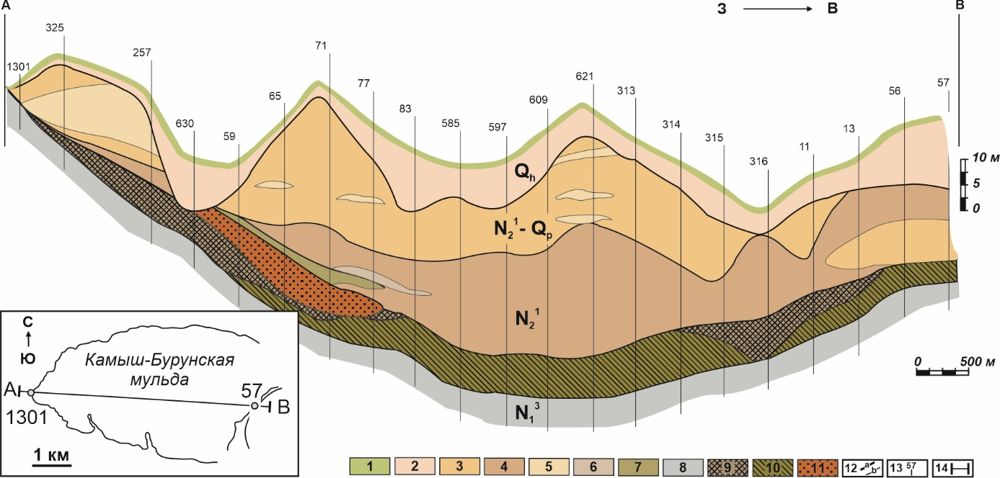 А
325
1301
257
630
59
65
71
77
83
585
597
609
621
313
314
315
316
11
13
56
57
З В
В
10 м
5
0
Qh
N₂¹- Qp
N₂¹
N₁³
0 500 м
С
Ю
Камыш-Бурунская
мульда
А
1301
57
В
1 км
1 2 3 4 5 6 7 8 9 10 11 12 a b 13 57 14